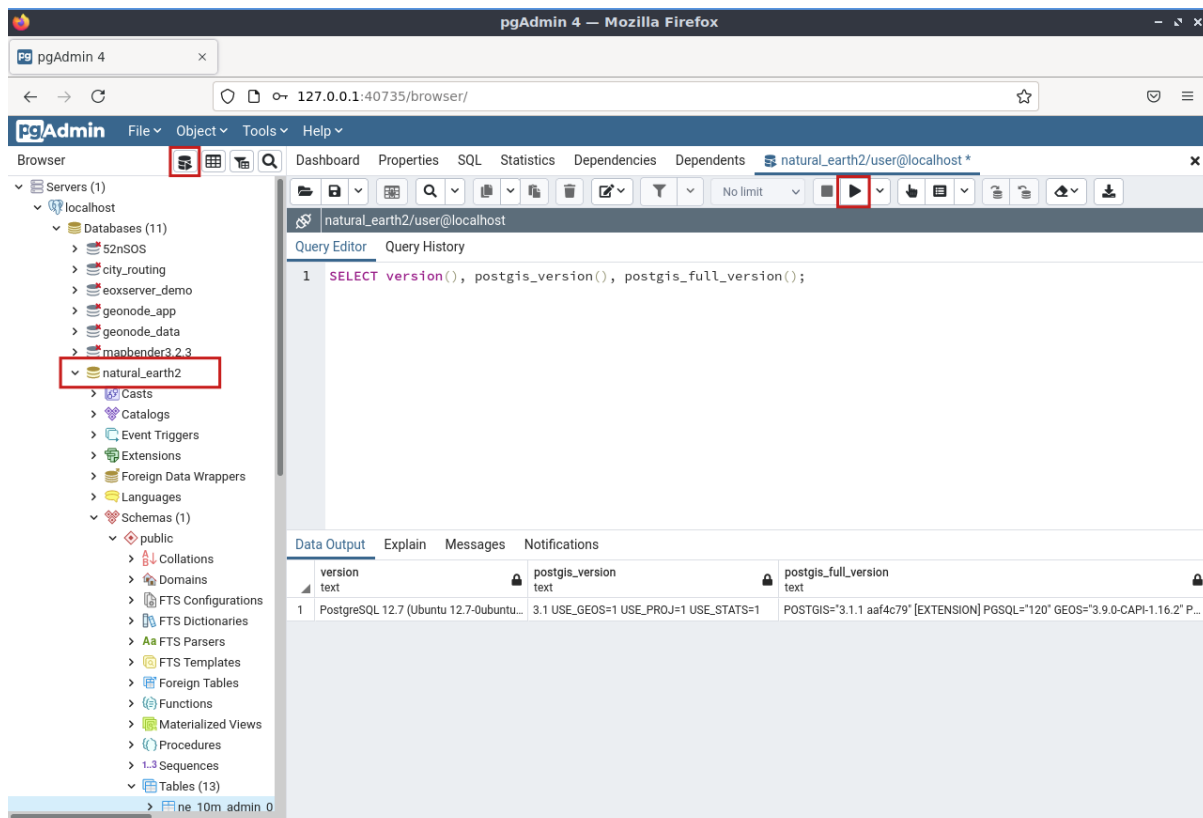 pgAdmin 4 — Mozilla Firefox
pgAdmin 4
127.0.0.1:40735/browser/
pgAdmin File Object Tools Help
Browser
Dashboard Properties SQL Statistics Dependencies Dependents natural_earth2/user@localhost *
Servers (1)
No limit
localhost
natural_earth2/user@localhost
Databases (11)
Query Editor Query History
52nSOS
city_routing
1 SELECT version(), postgis_version(), postgis_full_version();
eoxserver_demo
geonode_app
geonode_data
mapbender3.2.3
natural_earth2
Casts
Catalogs
Event Triggers
Extensions
Foreign Data Wrappers
Languages
Schemas (1)
public
Collations
Domains
FTS Configurations
FTS Dictionaries
Aa FTS Parsers
FTS Templates
Foreign Tables
Functions
Materialized Views
Procedures
1..3 Sequences
Tables (13)
ne_10m_admin_0
Data Output Explain Messages Notifications
version postgis_version postgis_full_version
text text text
1 PostgreSQL 12.7 (Ubuntu 12.7-0ubuntu... 3.1 USE_GEOS=1 USE_PROJ=1 USE_STATS=1 POSTGIS="3.1.1 aaf4c79" [EXTENSION] PGSQL="120" GEOS="3.9.0-CAPI-1.16.2" P...